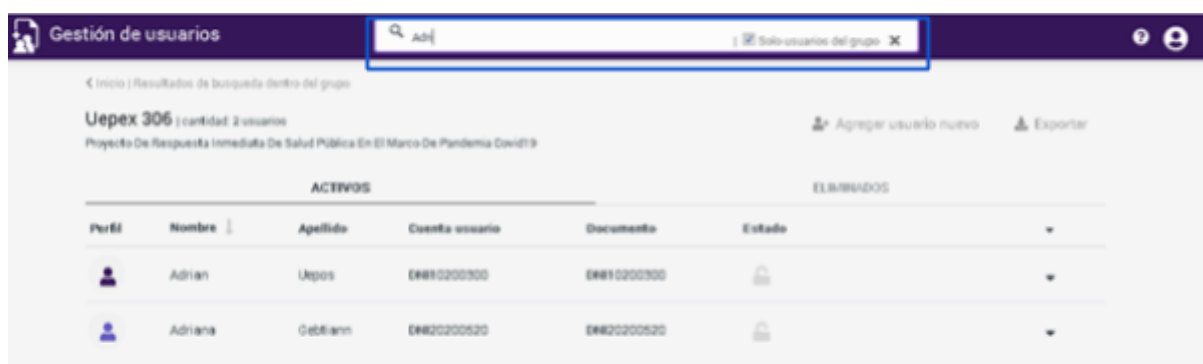 Gestión de usuarios
Adri
| Solo usuarios del grupo X
< Inicio | Resultados de busqueda dentro del grupo
Uepex 306 | cantidad: 2 usuarios
Agregar usuario nuevo
Exportar
Proyecto De Respuesta Inmediata De Salud Pública En El Marco De Pandemia Covid19
ACTIVOS
ELIMINADOS
Perfil Nombre Apellido Cuenta usuario Documento Estado
Adrian Uepos DNI10200300 DNI10200300
Adriana Gebtiann DNI20200520 DNI20200520